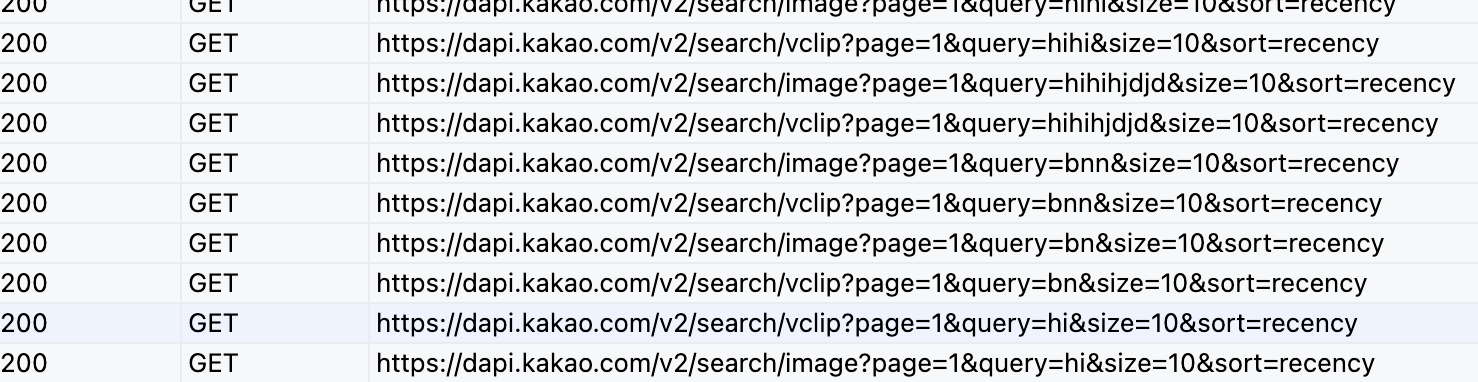 200 GET https://dapi.kakao.com/v2/search/image?page=1&query=hihi&size=10&sort=recency
200 GET https://dapi.kakao.com/v2/search/vclip?page=1&query=hihi&size=10&sort=recency
200 GET https://dapi.kakao.com/v2/search/image?page=1&query=hihihjdjd&size=10&sort=recency
200 GET https://dapi.kakao.com/v2/search/vclip?page=1&query=hihihjdjd&size=10&sort=recency
200 GET https://dapi.kakao.com/v2/search/image?page=1&query=bnn&size=10&sort=recency
200 GET https://dapi.kakao.com/v2/search/vclip?page=1&query=bnn&size=10&sort=recency
200 GET https://dapi.kakao.com/v2/search/image?page=1&query=bn&size=10&sort=recency
200 GET https://dapi.kakao.com/v2/search/vclip?page=1&query=bn&size=10&sort=recency
200 GET https://dapi.kakao.com/v2/search/vclip?page=1&query=hi&size=10&sort=recency
200 GET https://dapi.kakao.com/v2/search/image?page=1&query=hi&size=10&sort=recency